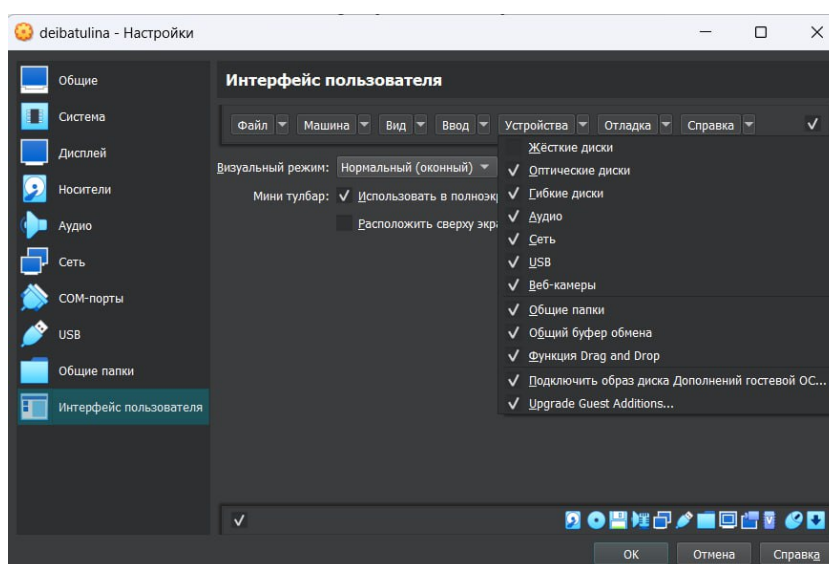 deibatulina - Настройки
Общие
Система
Дисплей
Носители
Аудио
Сеть
COM-порты
USB
Общие папки
Интерфейс пользователя
Интерфейс пользователя
Файл Машина Вид Ввод Устройства Отладка Справка
Визуальный режим: Нормальный (оконный)
Мини тулбар: Использовать в полноэк
Расположить сверху экра
Жёсткие диски
Оптические диски
Гибкие диски
Аудио
Сеть
USB
Веб-камеры
Общие папки
Общий буфер обмена
Функция Drag and Drop
Подключить образ диска Дополнений гостевой ОС...
Upgrade Guest Additions...
OK Отмена Справка